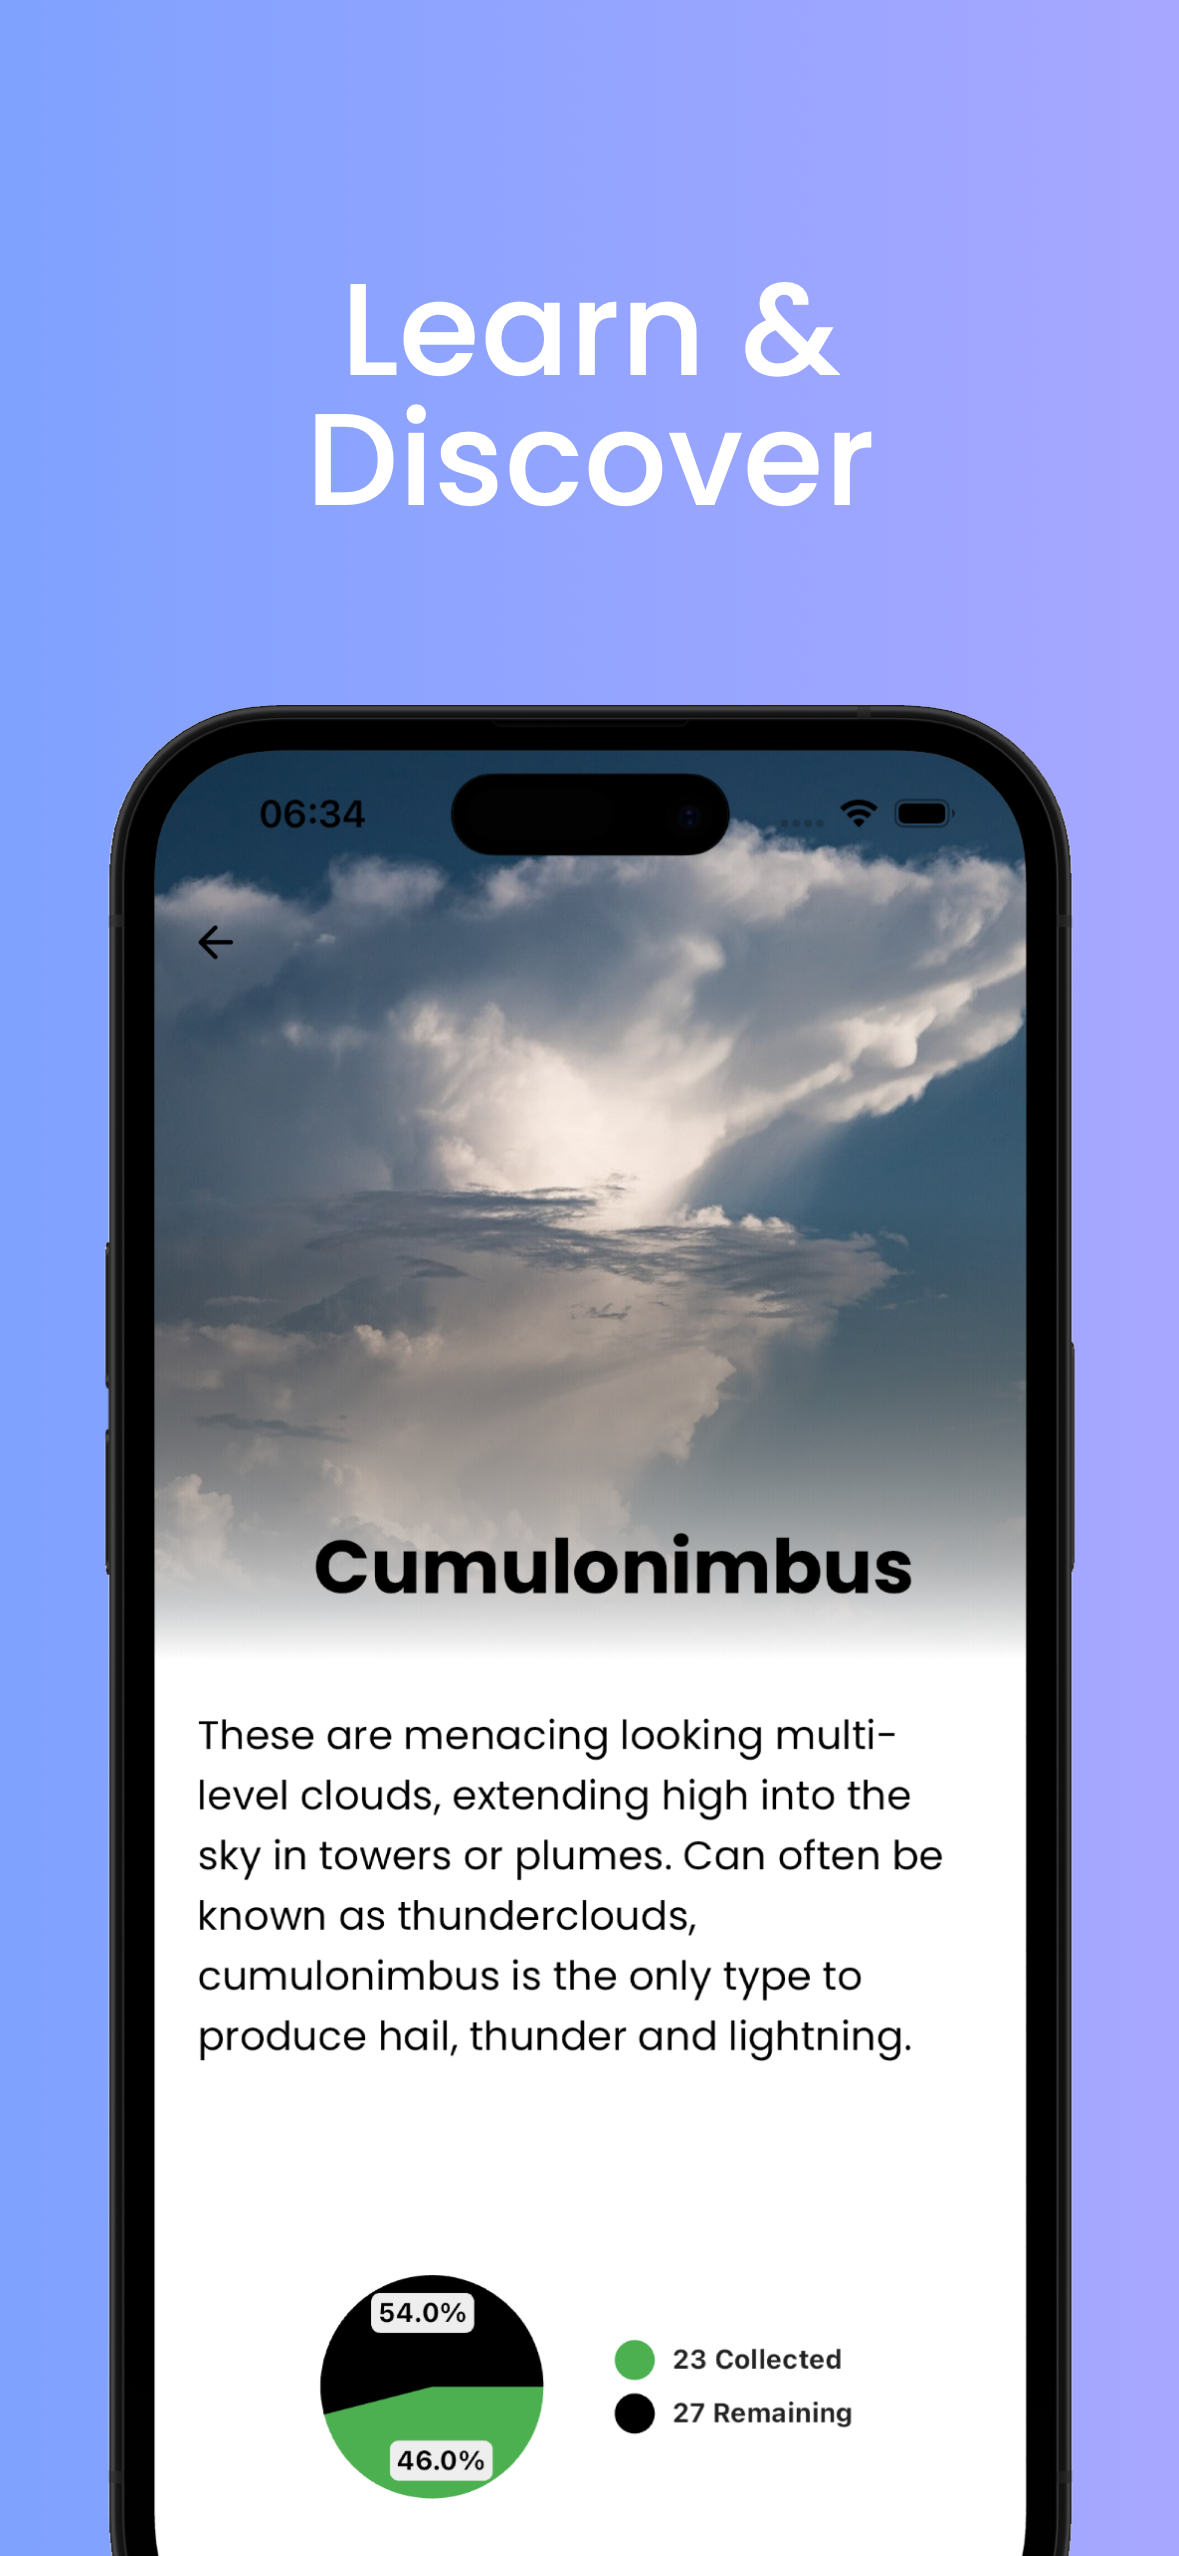 Learn &
Discover
06:34
Cumulonimbus
These are menacing looking multi-
level clouds, extending high into the
sky in towers or plumes. Can often be
known as thunderclouds,
cumulonimbus is the only type to
produce hail, thunder and lightning.
54.0%
46.0%
23 Collected
27 Remaining